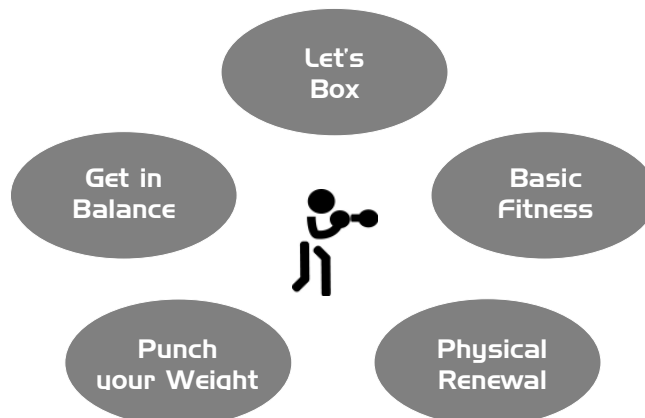 Let's
Box
Get in
Balance
Basic
Fitness
Punch
your Weight
Physical
Renewal